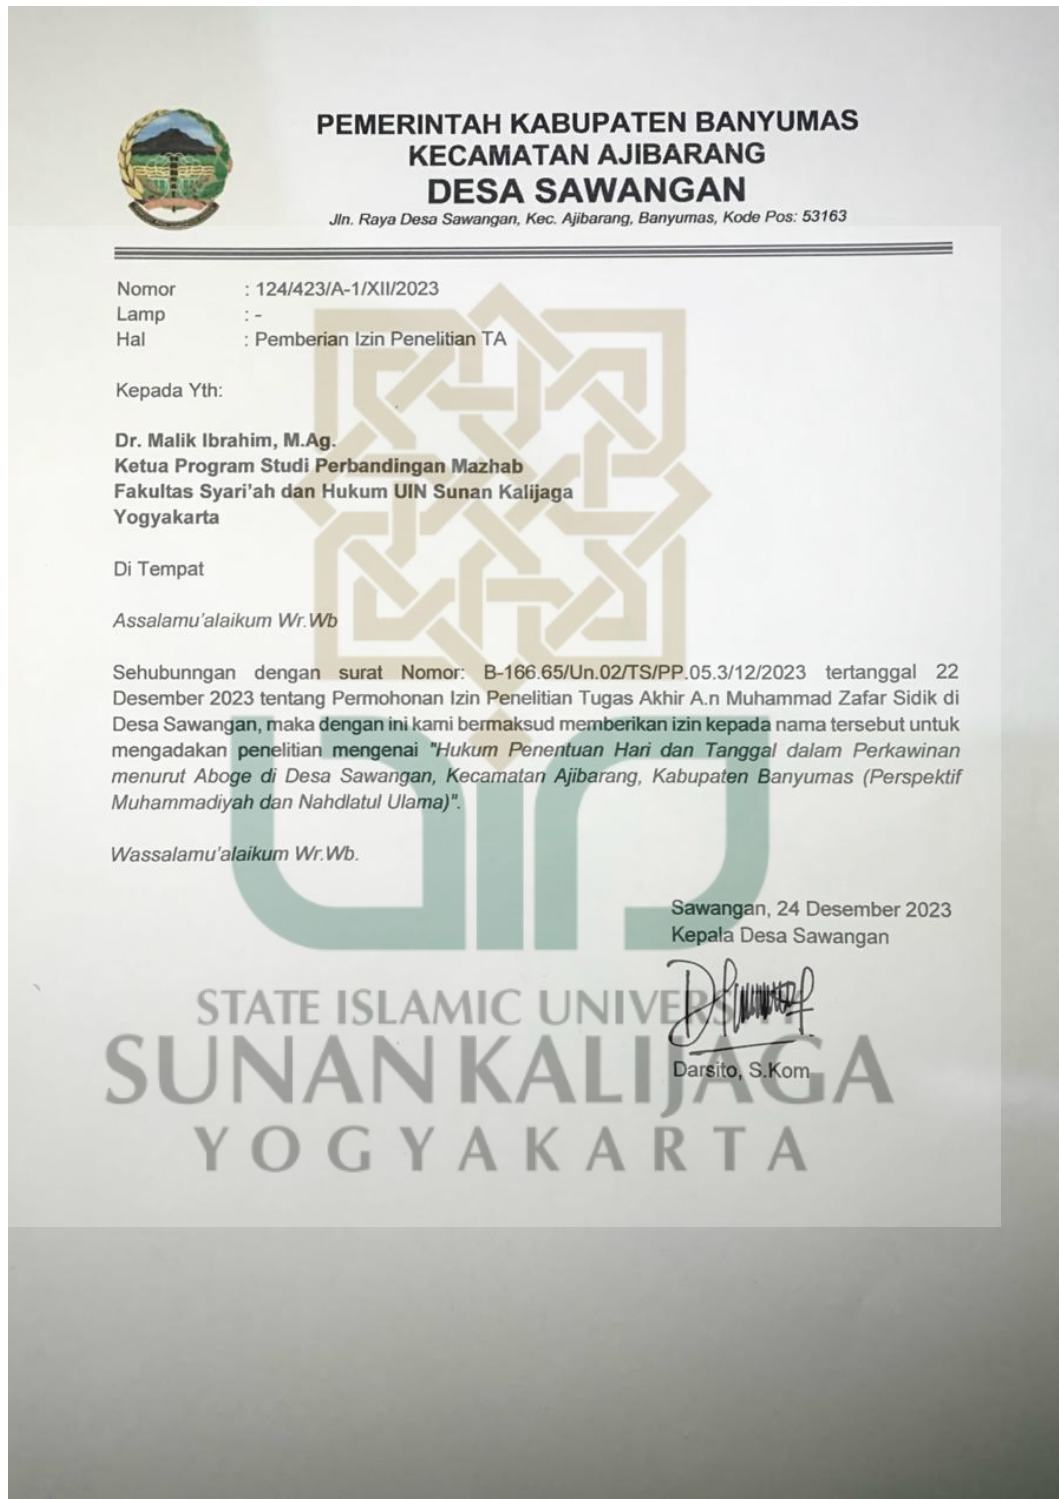 PEMERINTAH KABUPATEN BANYUMAS
KECAMATAN AJIBARANG
DESA SAWANGAN
Jln. Raya Desa Sawangan, Kec. Ajibarang, Banyumas, Kode Pos: 53163
Nomor : 124/423/A-1/XII/2023
Lamp : -
Hal : Pemberian Izin Penelitian TA
Kepada Yth:
Dr. Malik Ibrahim, M.Ag.
Ketua Program Studi Perbandingan Mazhab
Fakultas Syari'ah dan Hukum UIN Sunan Kalijaga
Yogyakarta
Di Tempat
Assalamu'alaikum Wr.Wb
Sehubunngan dengan surat Nomor: B-166.65/Un.02/TS/PP.05.3/12/2023 tertanggal 22
Desember 2023 tentang Permohonan Izin Penelitian Tugas Akhir A.n Muhammad Zafar Sidik di
Desa Sawangan, maka dengan ini kami bermaksud memberikan izin kepada nama tersebut untuk
mengadakan penelitian mengenai "Hukum Penentuan Hari dan Tanggal dalam Perkawinan
menurut Aboge di Desa Sawangan, Kecamatan Ajibarang, Kabupaten Banyumas (Perspektif
Muhammadiyah dan Nahdlatul Ulama)".
Wassalamu'alaikum Wr.Wb.
Sawangan, 24 Desember 2023
Kepala Desa Sawangan
Darsito, S.Kom
STATE ISLAMIC UNIVERSITY
SUNAN KALIJAGA
YOGYAKARTA